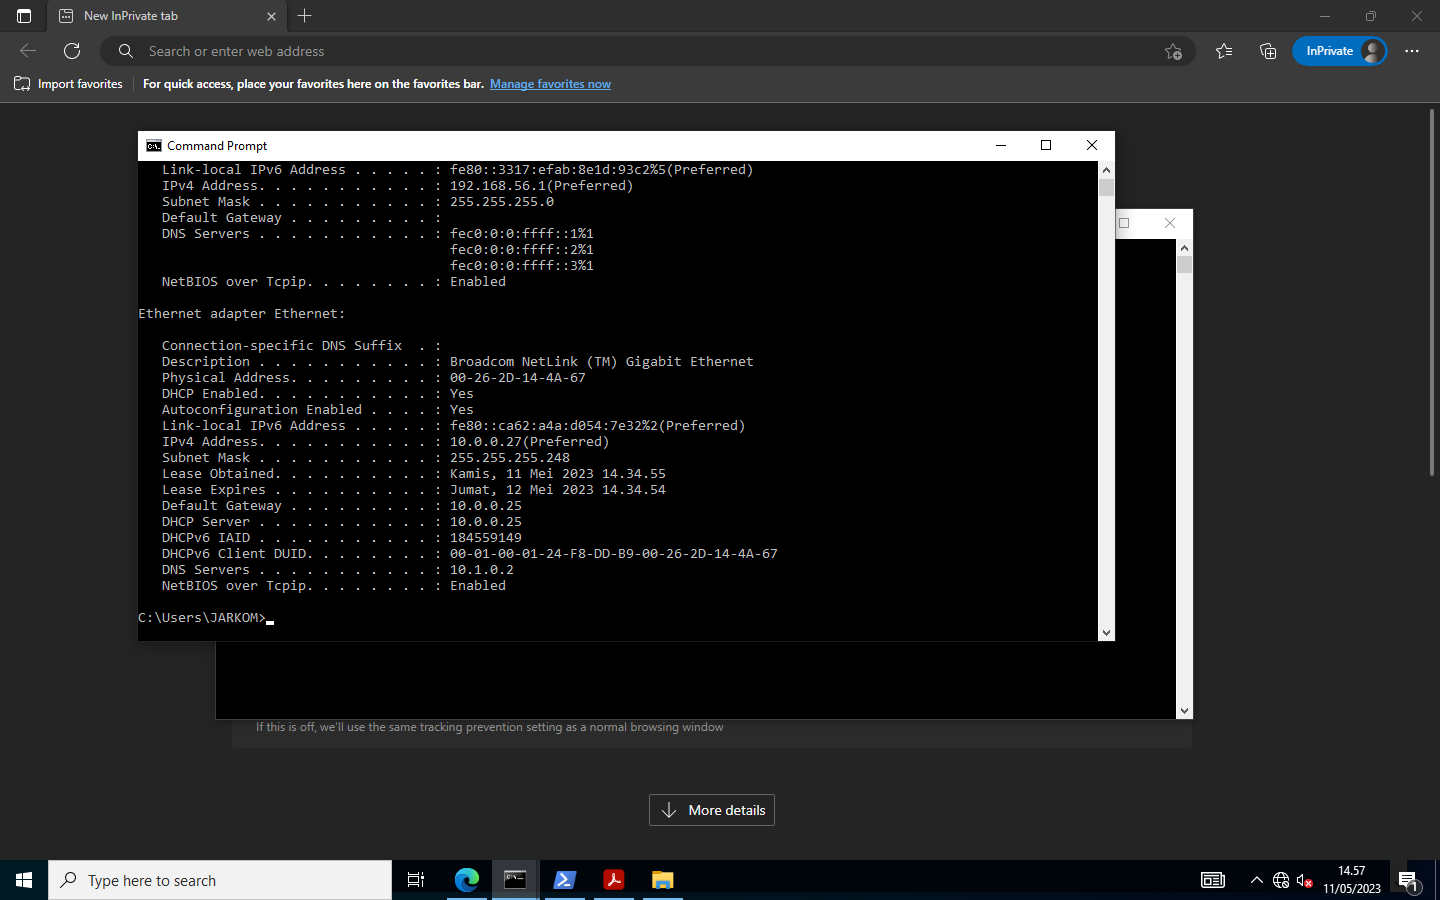 New InPrivate tab
Search or enter web address
InPrivate
Import favorites
For quick access, place your favorites here on the favorites bar. Manage favorites now
Command Prompt
Link-local IPv6 Address . . . . . : fe80::3317:efab:8e1d:93c2%5(Preferred)
IPv4 Address. . . . . . . . . . . : 192.168.56.1(Preferred)
Subnet Mask . . . . . . . . . . . : 255.255.255.0
Default Gateway . . . . . . . . . :
DNS Servers . . . . . . . . . . . : fec0:0:0:ffff::1%1
fec0:0:0:ffff::2%1
fec0:0:0:ffff::3%1
NetBIOS over Tcpip. . . . . . . . : Enabled
Ethernet adapter Ethernet:
Connection-specific DNS Suffix  . :
Description . . . . . . . . . . . : Broadcom NetLink (TM) Gigabit Ethernet
Physical Address. . . . . . . . . : 00-26-2D-14-4A-67
DHCP Enabled. . . . . . . . . . . : Yes
Autoconfiguration Enabled . . . . : Yes
Link-local IPv6 Address . . . . . : fe80::ca62:a4a:d054:7e32%2(Preferred)
IPv4 Address. . . . . . . . . . . : 10.0.0.27(Preferred)
Subnet Mask . . . . . . . . . . . : 255.255.255.248
Lease Obtained. . . . . . . . . . : Kamis, 11 Mei 2023 14.34.55
Lease Expires . . . . . . . . . . : Jumat, 12 Mei 2023 14.34.54
Default Gateway . . . . . . . . . : 10.0.0.25
DHCP Server . . . . . . . . . . . : 10.0.0.25
DHCPv6 IAID . . . . . . . . . . . : 184559149
DHCPv6 Client DUID. . . . . . . . : 00-01-00-01-24-F8-DD-B9-00-26-2D-14-4A-67
DNS Servers . . . . . . . . . . . : 10.1.0.2
NetBIOS over Tcpip. . . . . . . . : Enabled
C:\Users\JARKOM>
If this is off, we'll use the same tracking prevention setting as a normal browsing window
More details
Type here to search
14.57
11/05/2023
1